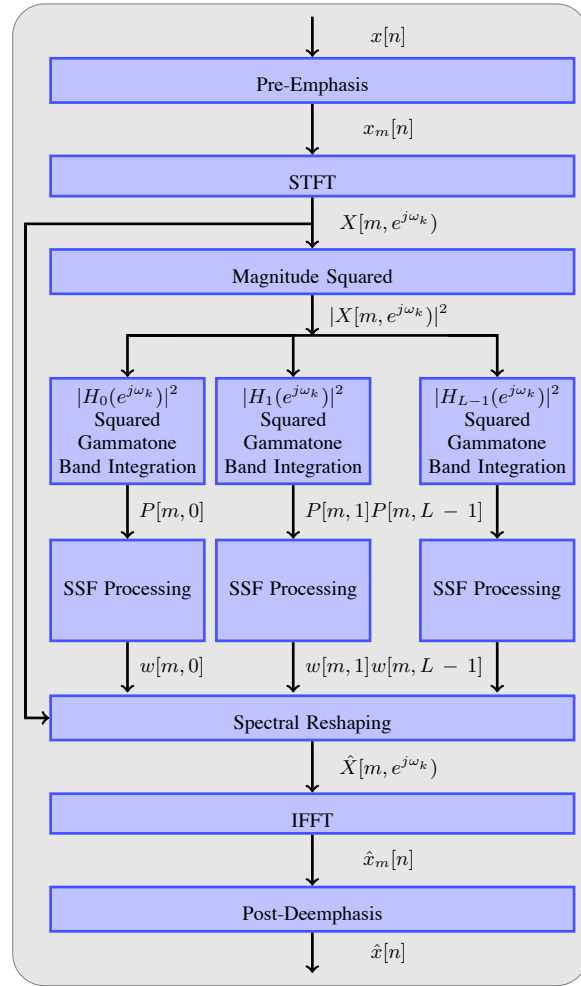 x[n]
Pre-Emphasis
x_m[n]
STFT
X[m, e^{jω_k})
Magnitude Squared
|X[m, e^{jω_k})|^2
|H_0(e^{jω_k})|^2
Squared
Gammatone
Band Integration
|H_1(e^{jω_k})|^2
Squared
Gammatone
Band Integration
|H_{L−1}(e^{jω_k})|^2
Squared
Gammatone
Band Integration
P[m, 0]
P[m, 1]
P[m, L − 1]
SSF Processing
SSF Processing
SSF Processing
w[m, 0]
w[m, 1]
w[m, L − 1]
Spectral Reshaping
X̂[m, e^{jω_k})
IFFT
x̂_m[n]
Post-Deemphasis
x̂[n]